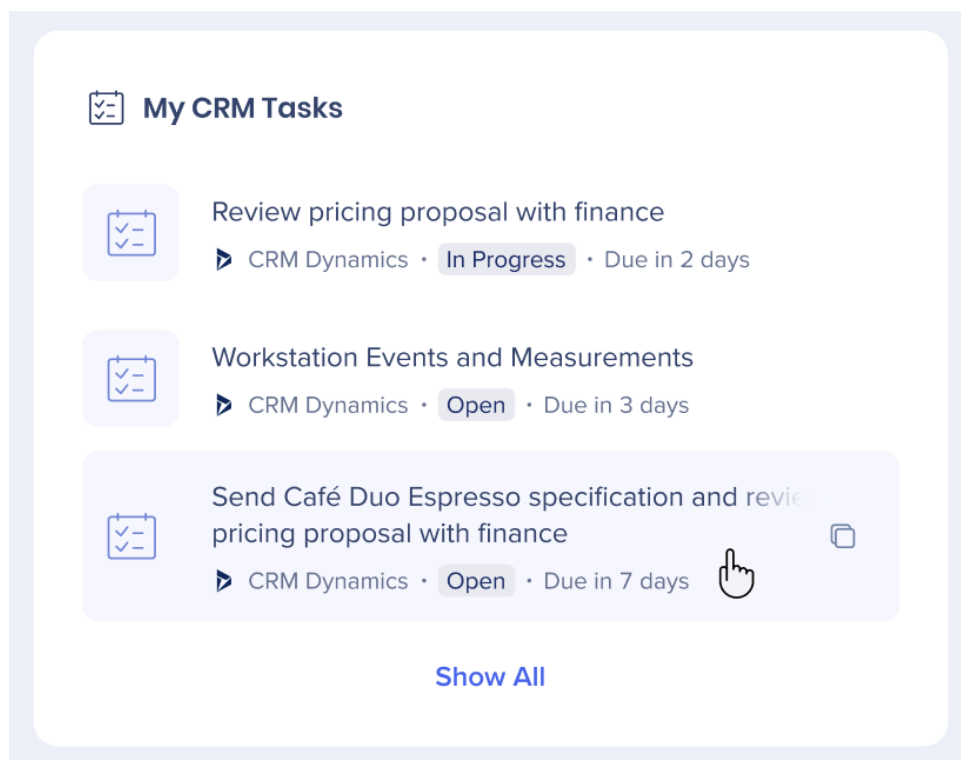 My CRM Tasks
Review pricing proposal with finance
CRM Dynamics · In Progress · Due in 2 days
Workstation Events and Measurements
CRM Dynamics · Open · Due in 3 days
Send Café Duo Espresso specification and
pricing proposal with finance
CRM Dynamics · Open · Due in 7 days
Show All